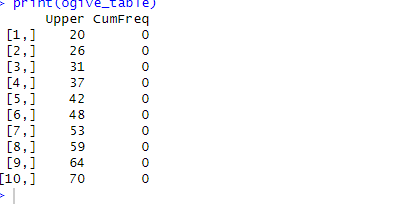 > print(ogive_table)
Upper CumFreq
[1,] 20 0
[2,] 26 0
[3,] 31 0
[4,] 37 0
[5,] 42 0
[6,] 48 0
[7,] 53 0
[8,] 59 0
[9,] 64 0
[10,] 70 0
>